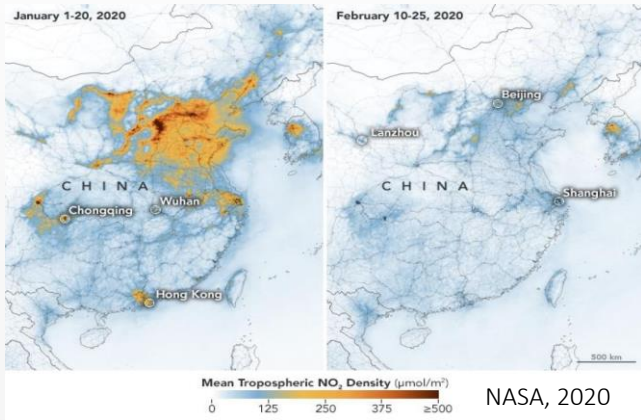 January 1-20, 2020
February 10-25, 2020
CHINA
Chongqing
Wuhan
Hong Kong
Beijing
Lanzhou
CHINA
Shanghai
500 km
Mean Tropospheric NO₂ Density (μmol/m²)
0 125 250 375 ≥500
NASA, 2020